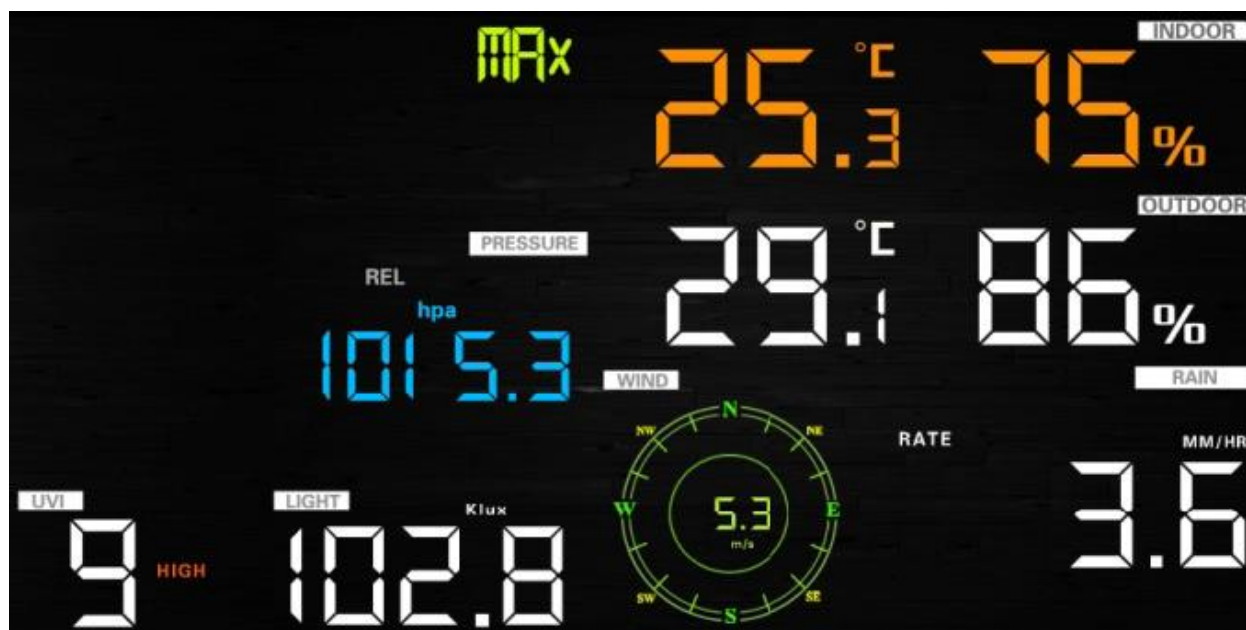 INDOOR
MAX 25.3 °C 75%
OUTDOOR
29.1 °C 86%
PRESSURE
REL
hpa
1015.3
WIND
N
NW NE
W E
SW SE
S
5.3
m/s
RAIN
RATE MM/HR
3.6
UVI
9 HIGH
LIGHT
Klux
102.8